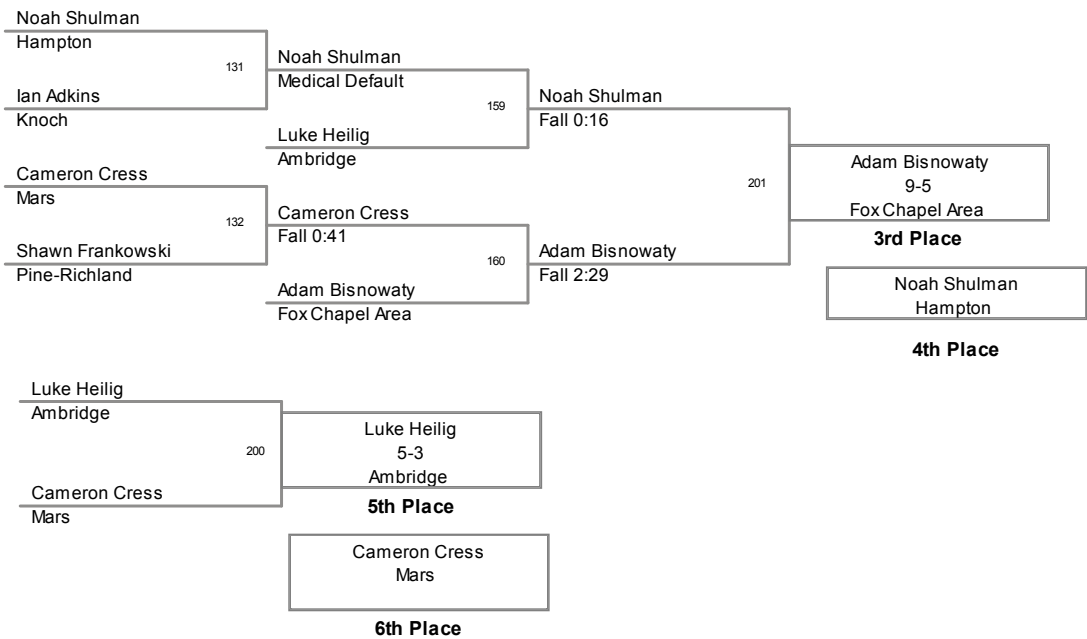 Noah Shulman
Hampton
131
Ian Adkins
Knoch
Noah Shulman
Medical Default
159
Luke Heilig
Ambridge
Noah Shulman
Fall 0:16
Cameron Cress
Mars
132
Shawn Frankowski
Pine-Richland
Cameron Cress
Fall 0:41
160
Adam Bisnowaty
Fox Chapel Area
Adam Bisnowaty
Fall 2:29
201
Adam Bisnowaty
9-5
Fox Chapel Area
3rd Place
Noah Shulman
Hampton
4th Place
Luke Heilig
Ambridge
200
Cameron Cress
Mars
Luke Heilig
5-3
Ambridge
5th Place
Cameron Cress
Mars
6th Place